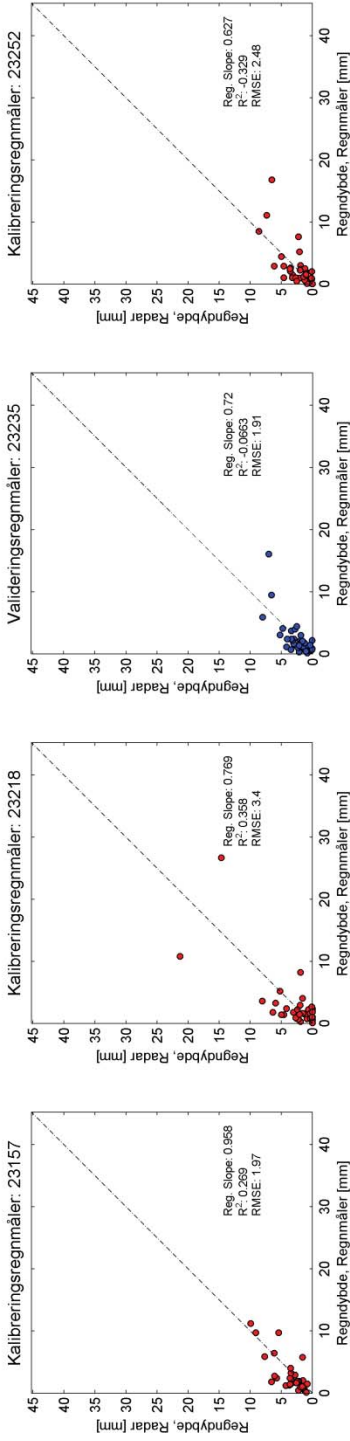 Kalibreringsregnmåler: 23157
45
40
35
30
25
20
15
10
5
0
Regndybde, Radar [mm]
Reg. Slope: 0.958
R²: 0.269
RMSE: 1.97
0 10 20 30 40
Regndybde, Regnmåler [mm]
Kalibreringsregnmåler: 23218
45
40
35
30
25
20
15
10
5
0
Regndybde, Radar [mm]
Reg. Slope: 0.769
R²: 0.358
RMSE: 3.4
0 10 20 30 40
Regndybde, Regnmåler [mm]
Valideringsregnmåler: 23235
45
40
35
30
25
20
15
10
5
0
Regndybde, Radar [mm]
Reg. Slope: 0.72
R²: -0.0663
RMSE: 1.91
0 10 20 30 40
Regndybde, Regnmåler [mm]
Kalibreringsregnmåler: 23252
45
40
35
30
25
20
15
10
5
0
Regndybde, Radar [mm]
Reg. Slope: 0.627
R²: -0.329
RMSE: 2.48
0 10 20 30 40
Regndybde, Regnmåler [mm]